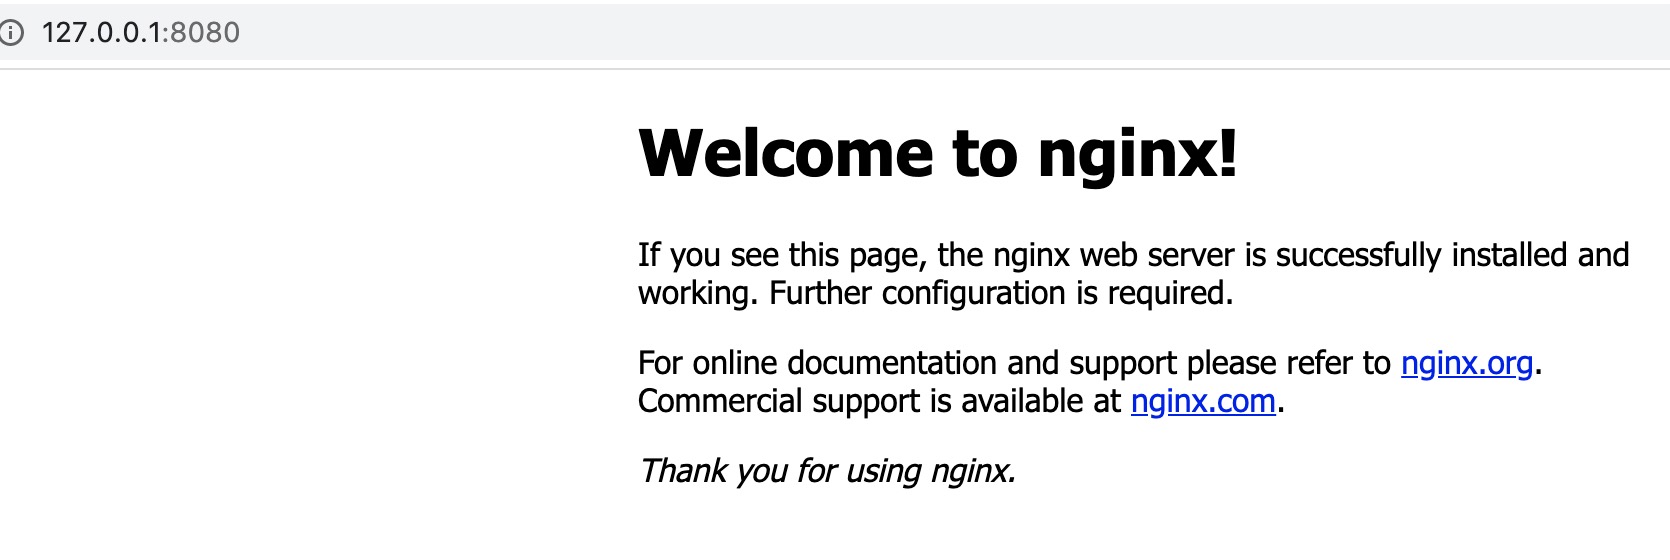 127.0.0.1:8080
Welcome to nginx!
If you see this page, the nginx web server is successfully installed and
working. Further configuration is required.
For online documentation and support please refer to nginx.org.
Commercial support is available at nginx.com.
Thank you for using nginx.